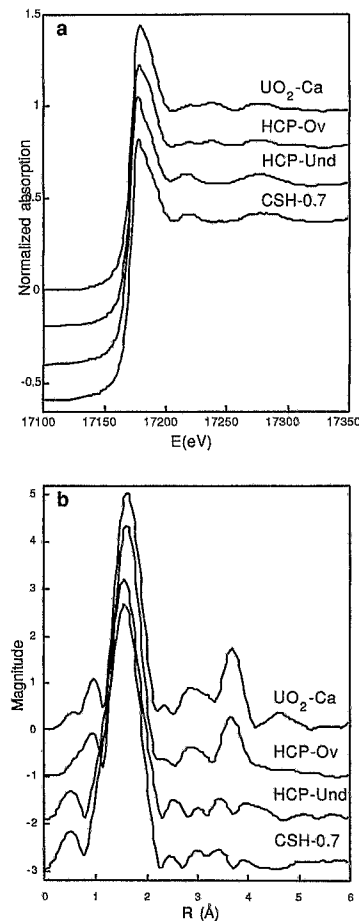 a
1.5
1.0
0.5
0
-0.5
Normalized absorption
UO2-Ca
HCP-Ov
HCP-Und
CSH-0.7
17100 17150 17200 17250 17300 17350
E(eV)
b
5
4
3
2
1
0
-1
-2
-3
Magnitude
UO2-Ca
HCP-Ov
HCP-Und
CSH-0.7
0 1 2 3 4 5 6
R (Å)